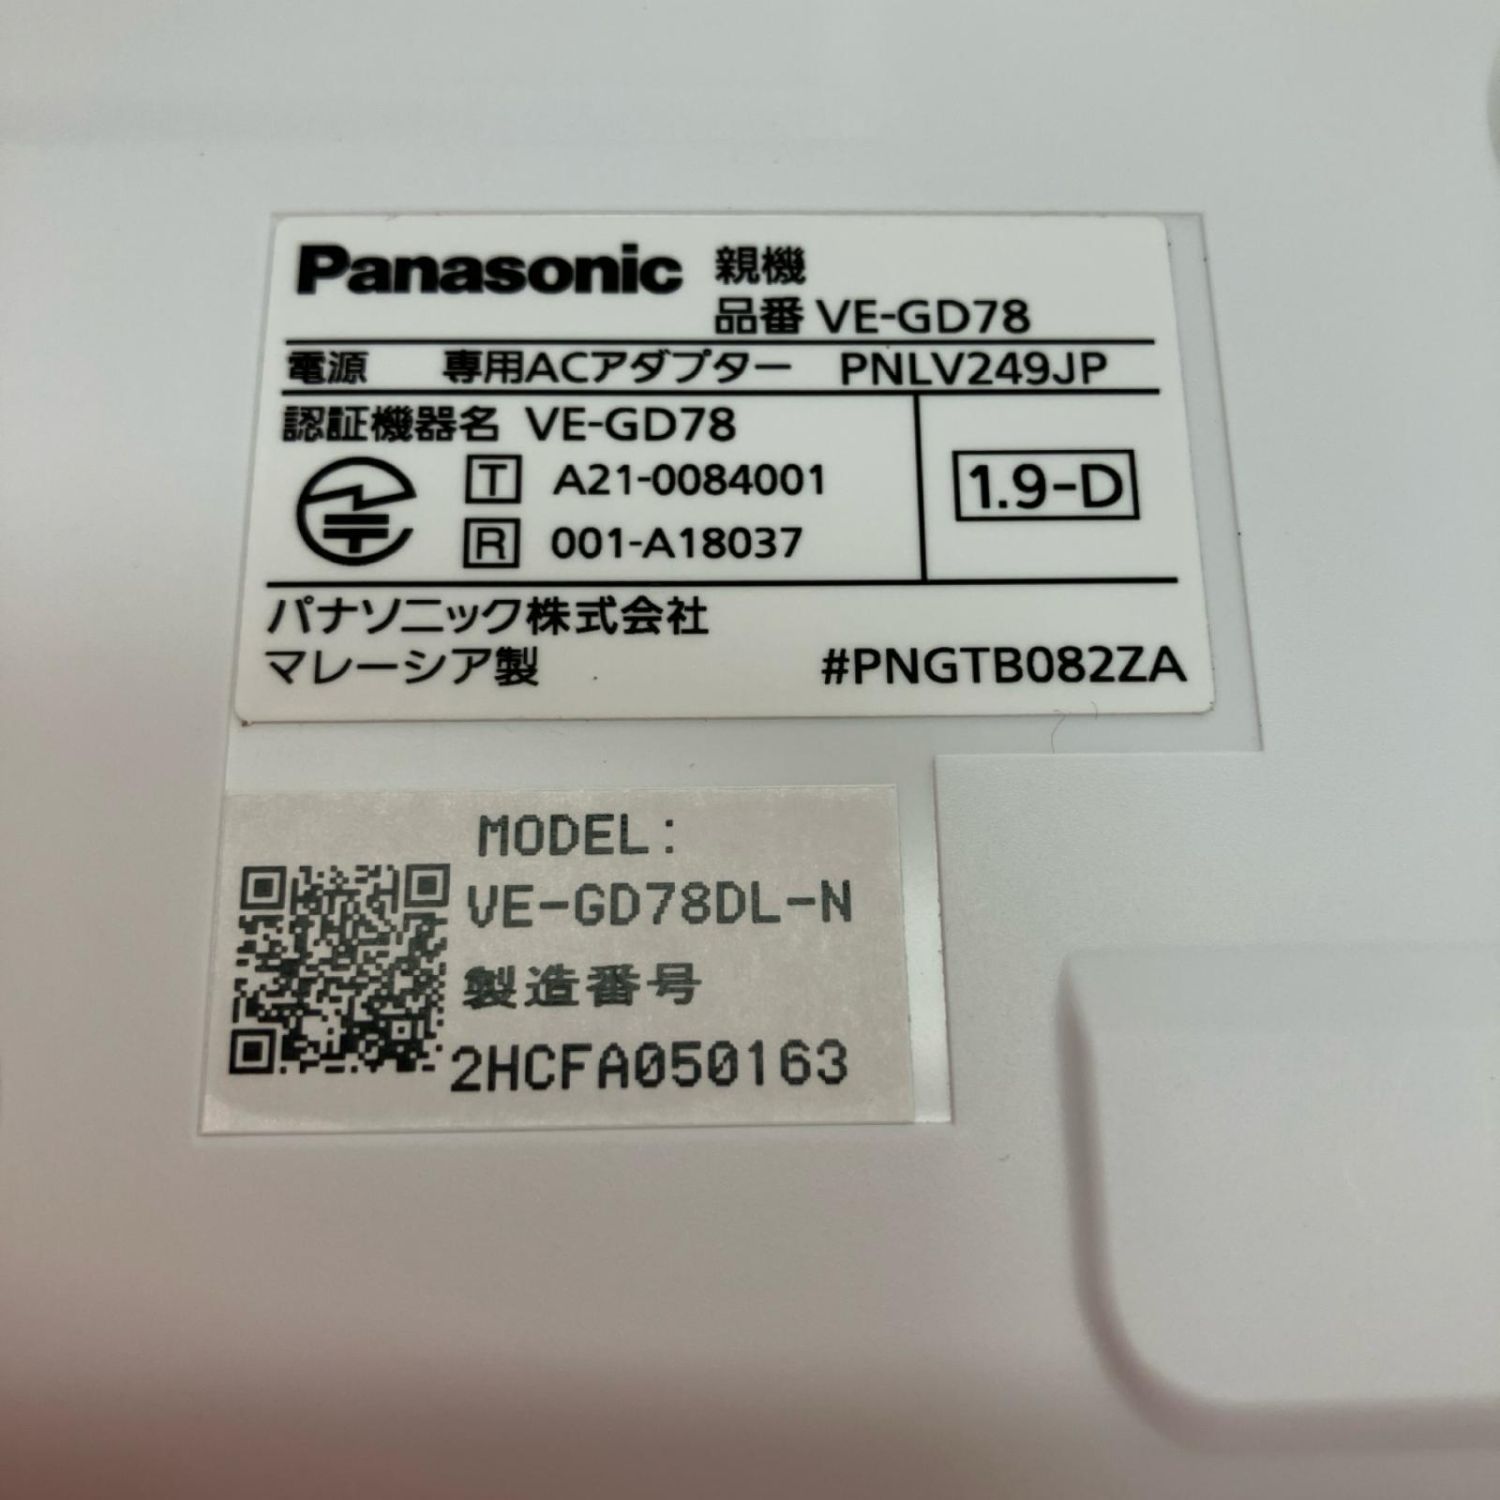 Panasonic 親機
品番 VE-GD78
電源 専用ACアダプター PNLV249JP
認証機器名 VE-GD78
T A21-0084001
R 001-A18037
1.9-D
パナソニック株式会社
マレーシア製 #PNGTB082ZA
MODEL:
VE-GD78DL-N
製造番号
2HCFA050163